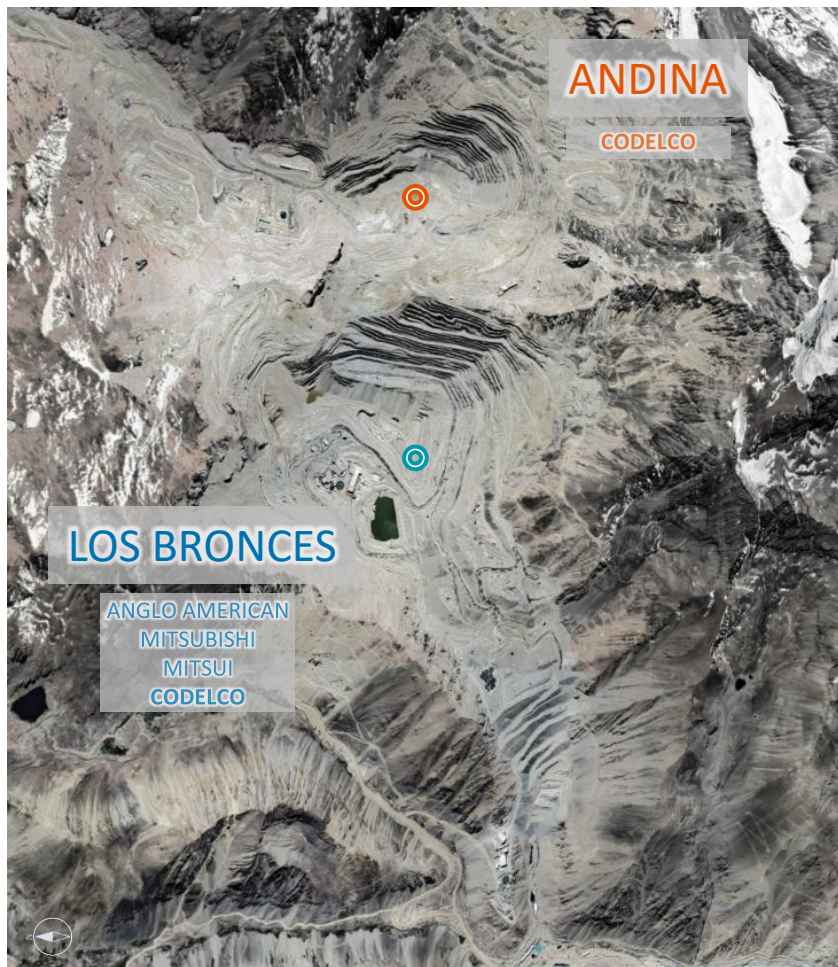 ANDINA
CODELCO
LOS BRONCES
ANGLO AMERICAN
MITSUBISHI
MITSUI
CODELCO